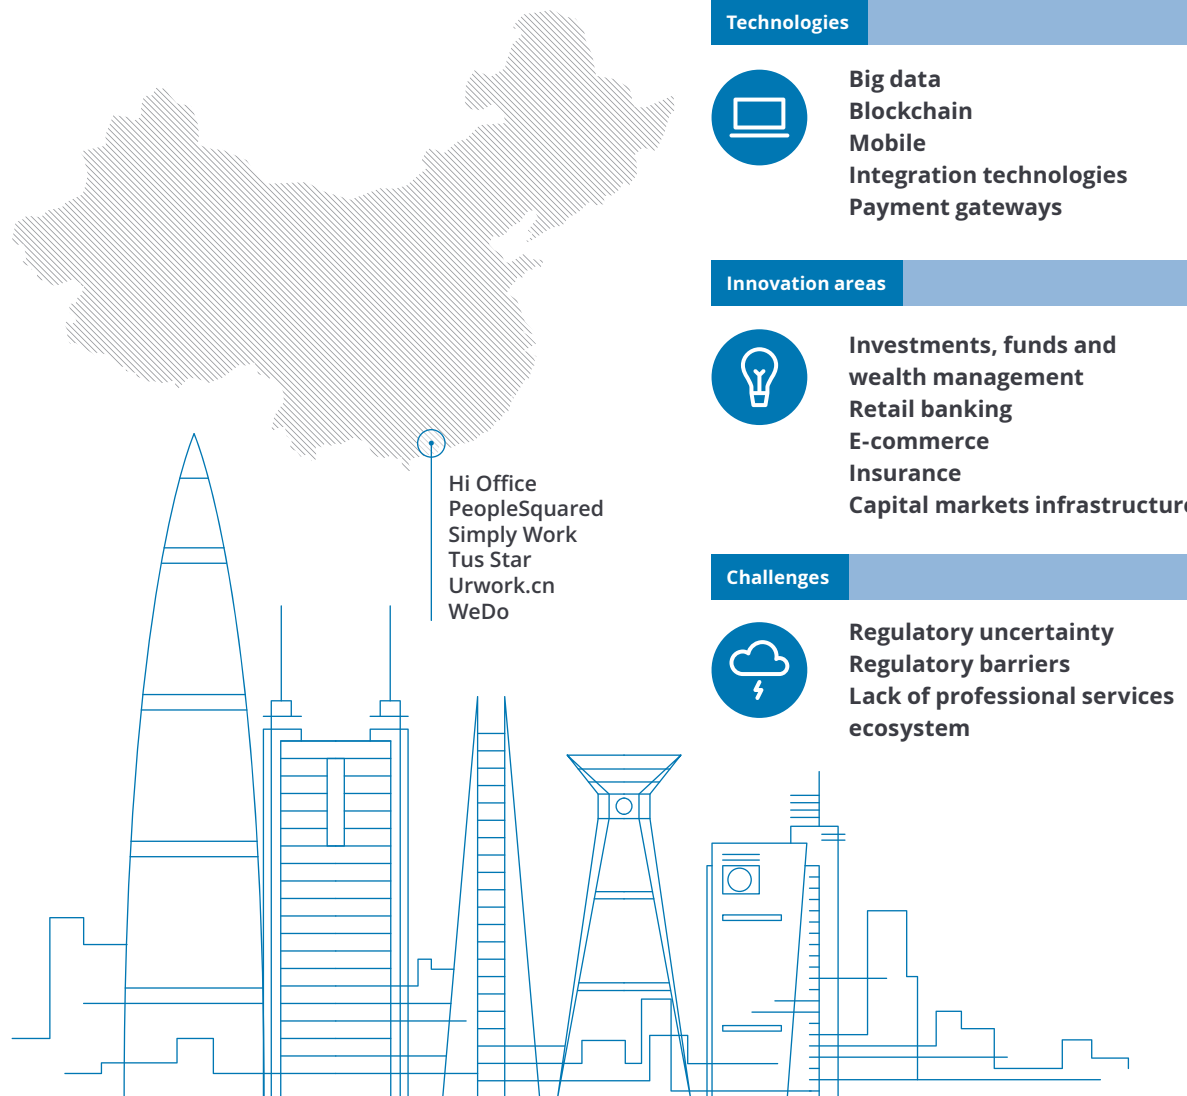 Technologies
Big data
Blockchain
Mobile
Integration technologies
Payment gateways
Innovation areas
Investments, funds and
wealth management
Retail banking
E-commerce
Insurance
Capital markets infrastructure
Hi Office
PeopleSquared
Simply Work
Tus Star
Urwork.cn
WeDo
Challenges
Regulatory uncertainty
Regulatory barriers
Lack of professional services
ecosystem